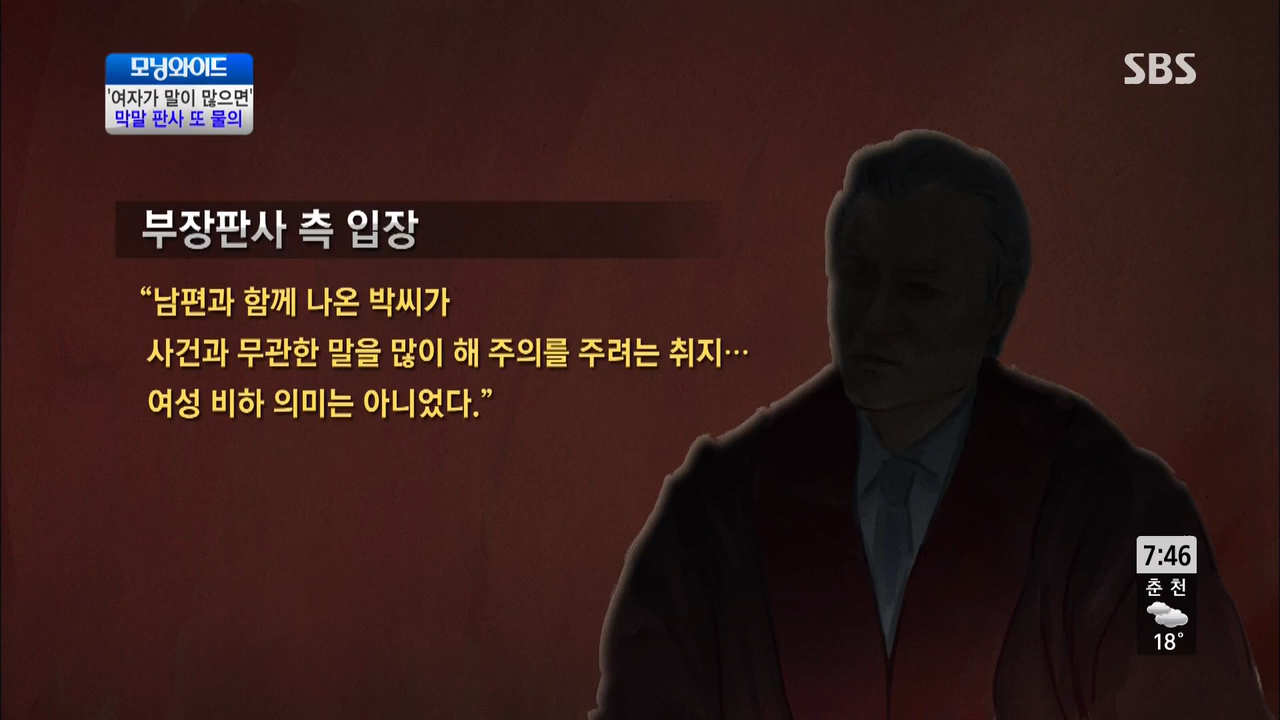 모닝와이드
'여자가 말이 많으면'
막말 판사 또 물의
SBS
부장판사 측 입장
“남편과 함께 나온 박씨가
사건과 무관한 말을 많이 해 주의를 주려는 취지…
여성 비하 의미는 아니었다.”
7:46
춘천
18°